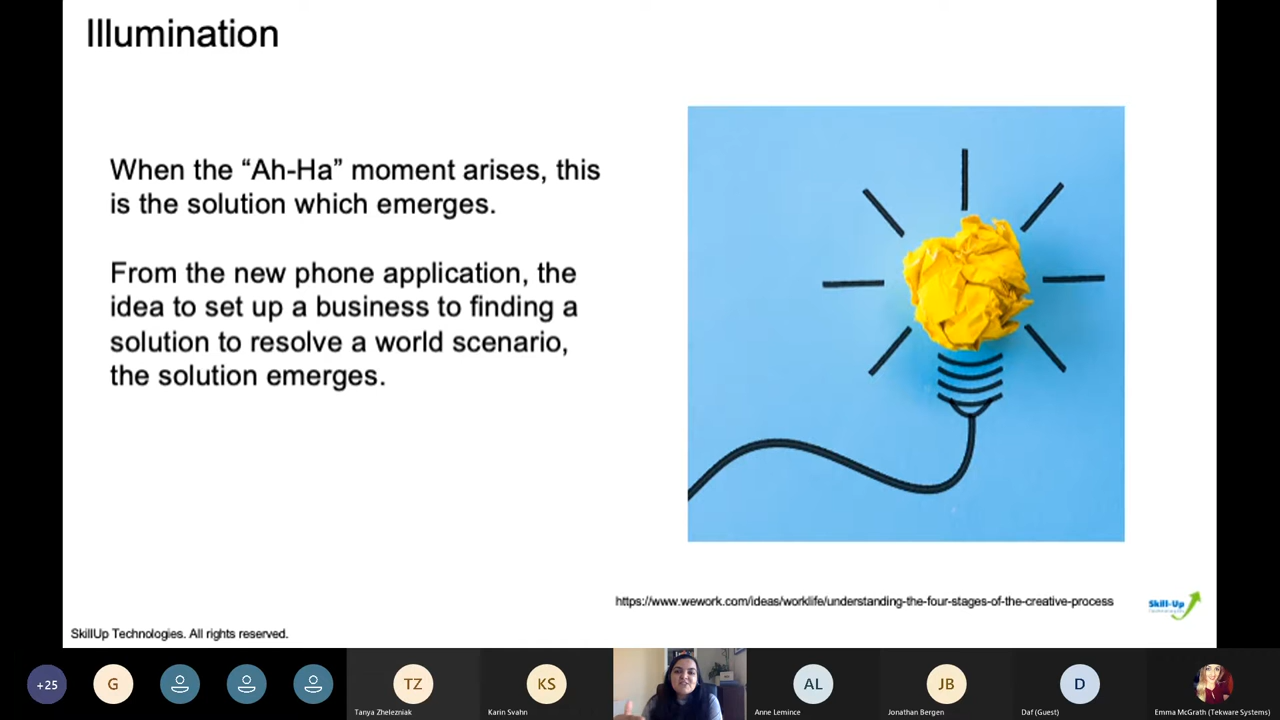 Illumination
When the “Ah-Ha” moment arises, this
is the solution which emerges.
From the new phone application, the
idea to set up a business to finding a
solution to resolve a world scenario,
the solution emerges.
https://www.wework.com/ideas/worklife/understanding-the-four-stages-of-the-creative-process
Skill-Up
SkillUp Technologies. All rights reserved.
+25
G
TZ
KS
AL
JB
D
Tanya Zhelezniak
Karin Svahn
Anne Lemince
Jonathan Bergen
Daf (Guest)
Emma McGrath (Tekware Systems)